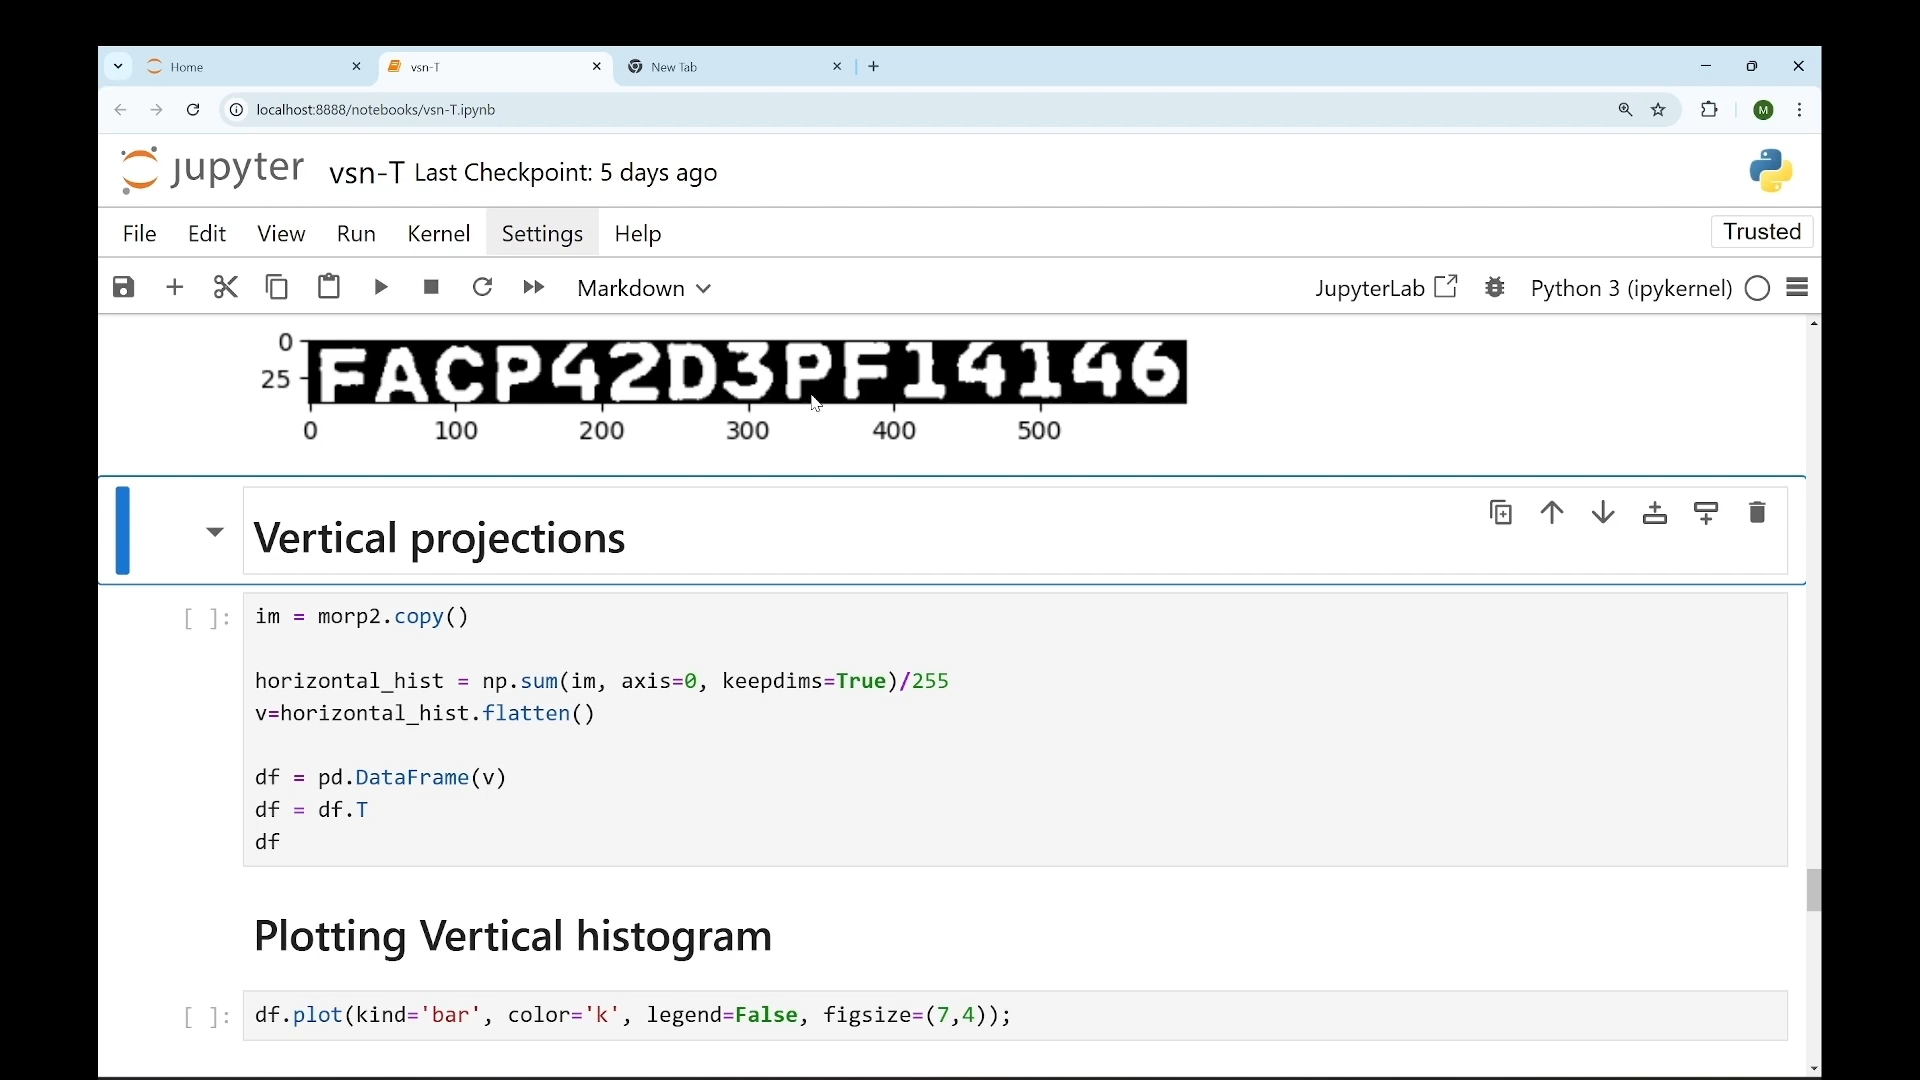 Home
vsn-T
New Tab
localhost:8888/notebooks/vsn-T.ipynb
M
jupyter vsn-T Last Checkpoint: 5 days ago
File Edit View Run Kernel Settings Help Trusted
Markdown JupyterLab Python 3 (ipykernel)
0
25
FACP42D3PF14146
0 100 200 300 400 500
Vertical projections
[ ]: im = morp2.copy()
horizontal_hist = np.sum(im, axis=0, keepdims=True)/255
v=horizontal_hist.flatten()
df = pd.DataFrame(v)
df = df.T
df
Plotting Vertical histogram
[ ]: df.plot(kind='bar', color='k', legend=False, figsize=(7,4));